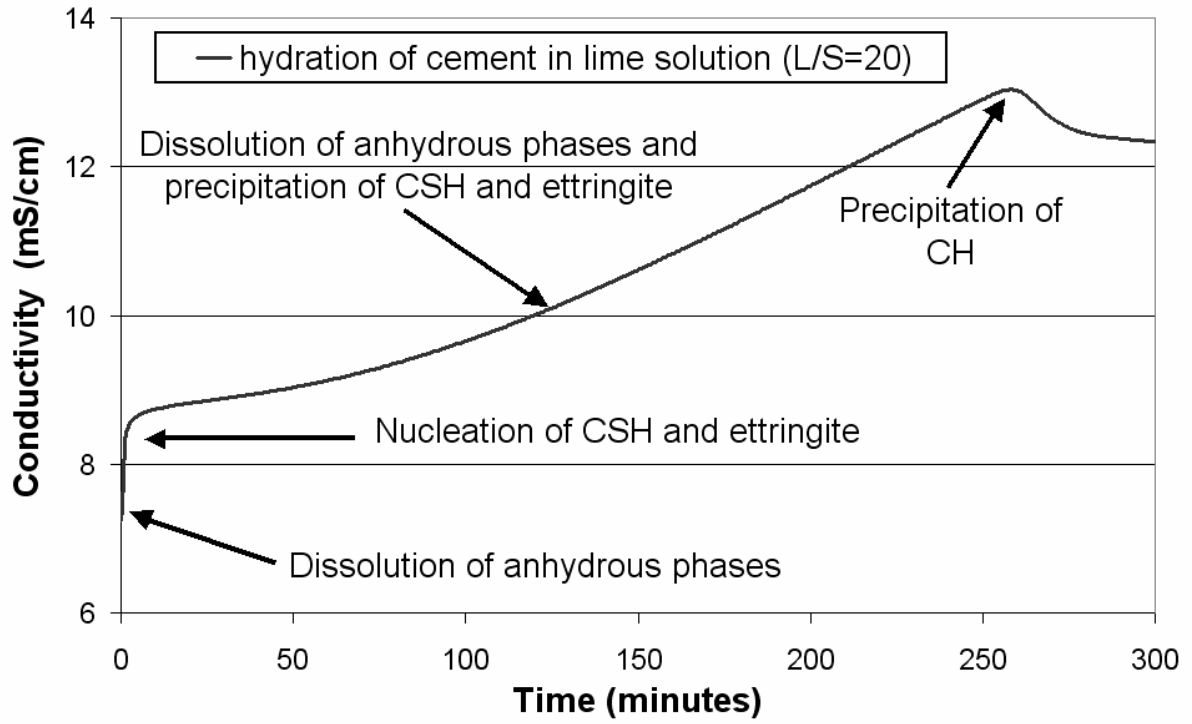 14
12
10
8
6
Conductivity (mS/cm)
hydration of cement in lime solution (L/S=20)
Dissolution of anhydrous phases and
precipitation of CSH and ettringite
Precipitation of
CH
Nucleation of CSH and ettringite
Dissolution of anhydrous phases
0 50 100 150 200 250 300
Time (minutes)